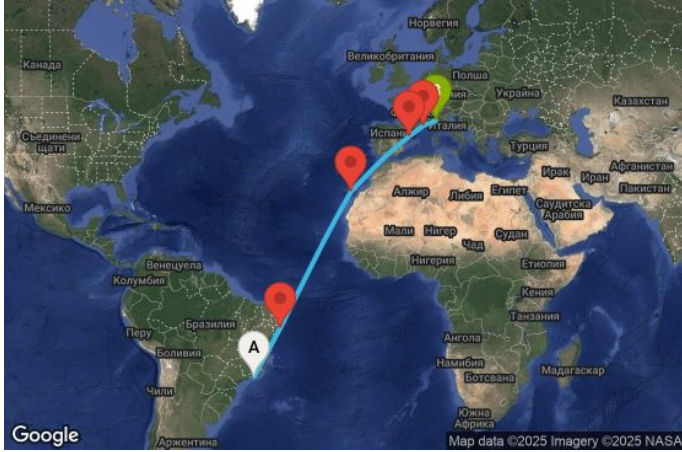 Норвегия
Канада
Великобритания
Полша
ния
Украйна
Казахстан
Испани
Италия
Турция
Съединени
щати
Мексико
Алжир
Либия
Египет
Ирак
Иран
Афганистан
Пакистан
Саудитска
Арабия
Мали
Нигер
Чад
Судан
Нигерия
Етиопия
Венецуела
Колумбия
Кения
Танзания
Перу
Бразилия
A
Боливия
Ангола
Намибия
Ботсвана
Мадагаскар
Чили
Южна
Африка
Аржентина
Google
Map data ©2025 Imagery ©2025 NASA